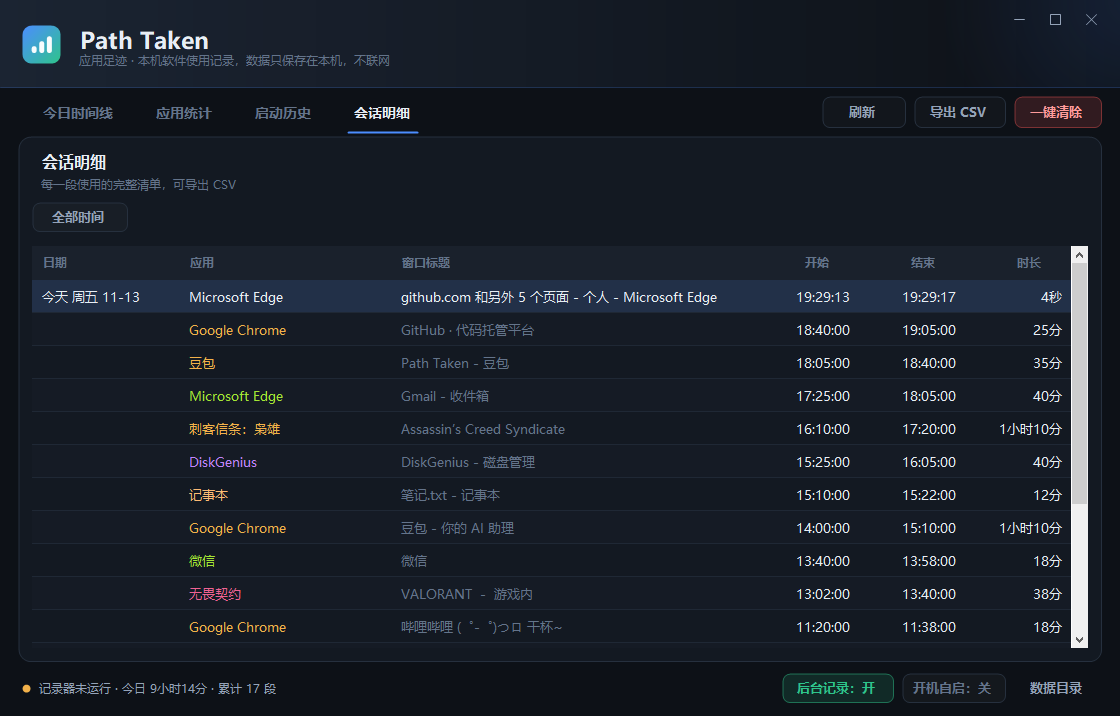 Path Taken
应用足迹 · 本机软件使用记录，数据只保存在本机，不联网
今日时间线 应用统计 启动历史 会话明细 刷新 导出 CSV 一键清除
会话明细
每一段使用的完整清单，可导出 CSV
全部时间
日期 应用 窗口标题 开始 结束 时长
今天 周五 11-13 Microsoft Edge github.com 和另外 5 个页面 - 个人 - Microsoft Edge 19:29:13 19:29:17 4秒
Google Chrome GitHub · 代码托管平台 18:40:00 19:05:00 25分
豆包 Path Taken - 豆包 18:05:00 18:40:00 35分
Microsoft Edge Gmail - 收件箱 17:25:00 18:05:00 40分
刺客信条：枭雄 Assassin's Creed Syndicate 16:10:00 17:20:00 1小时10分
DiskGenius DiskGenius - 磁盘管理 15:25:00 16:05:00 40分
记事本 笔记.txt - 记事本 15:10:00 15:22:00 12分
Google Chrome 豆包 - 你的 AI 助理 14:00:00 15:10:00 1小时10分
微信 微信 13:40:00 13:58:00 18分
无畏契约 VALORANT - 游戏内 13:02:00 13:40:00 38分
Google Chrome 哔哩哔哩 (゜-゜)つロ 干杯~ 11:20:00 11:38:00 18分
记录器未运行 · 今日 9小时14分 · 累计 17 段 后台记录：开 开机自启：关 数据目录